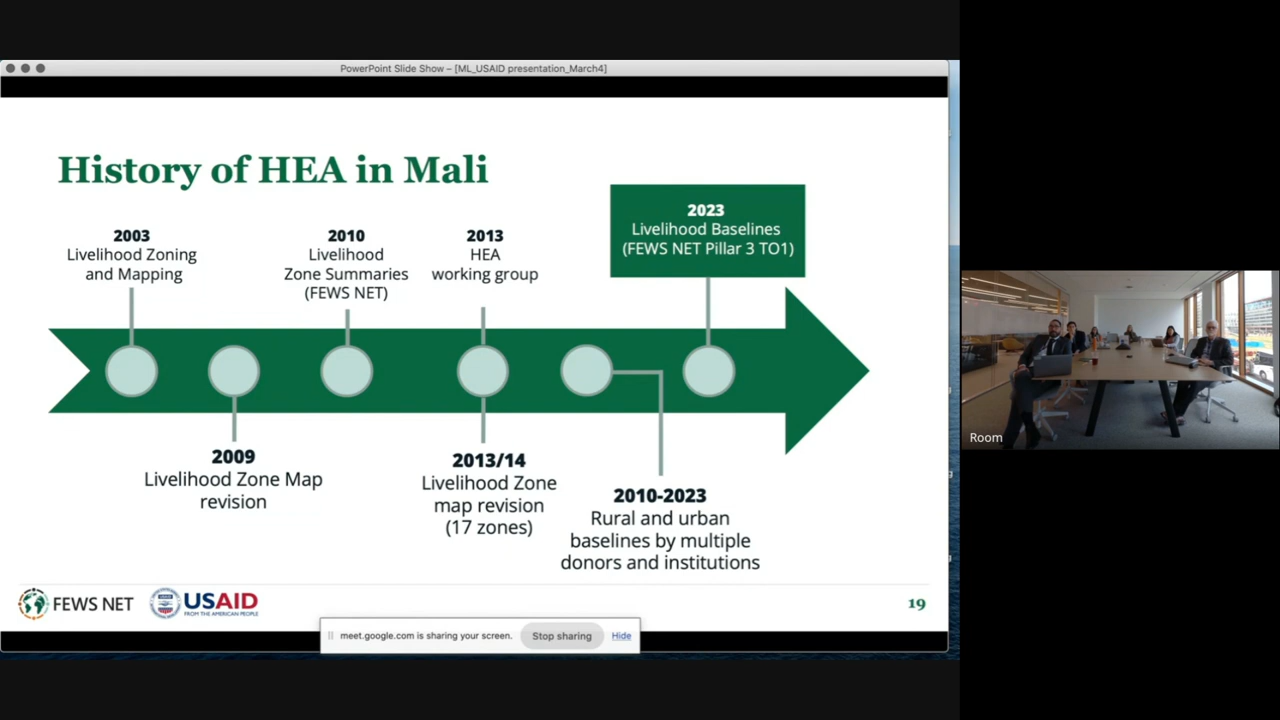 PowerPoint Slide Show – [ML_USAID presentation_March4]
History of HEA in Mali
2003
Livelihood Zoning
and Mapping
2010
Livelihood
Zone Summaries
(FEWS NET)
2013
HEA
working group
2023
Livelihood Baselines
(FEWS NET Pillar 3 TO1)
2009
Livelihood Zone Map
revision
2013/14
Livelihood Zone
map revision
(17 zones)
2010-2023
Rural and urban
baselines by multiple
donors and institutions
FEWS NET
USAID
FROM THE AMERICAN PEOPLE
19
meet.google.com is sharing your screen.
Stop sharing
Hide
Room